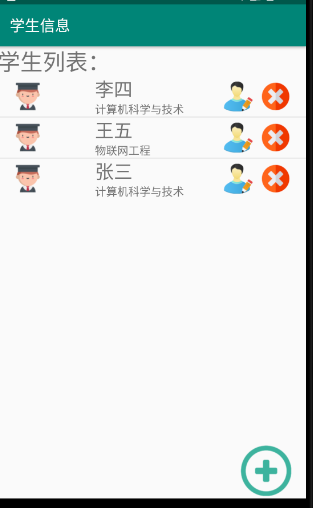 学生信息
学生列表：
李四
计算机科学与技术
王五
物联网工程
张三
计算机科学与技术